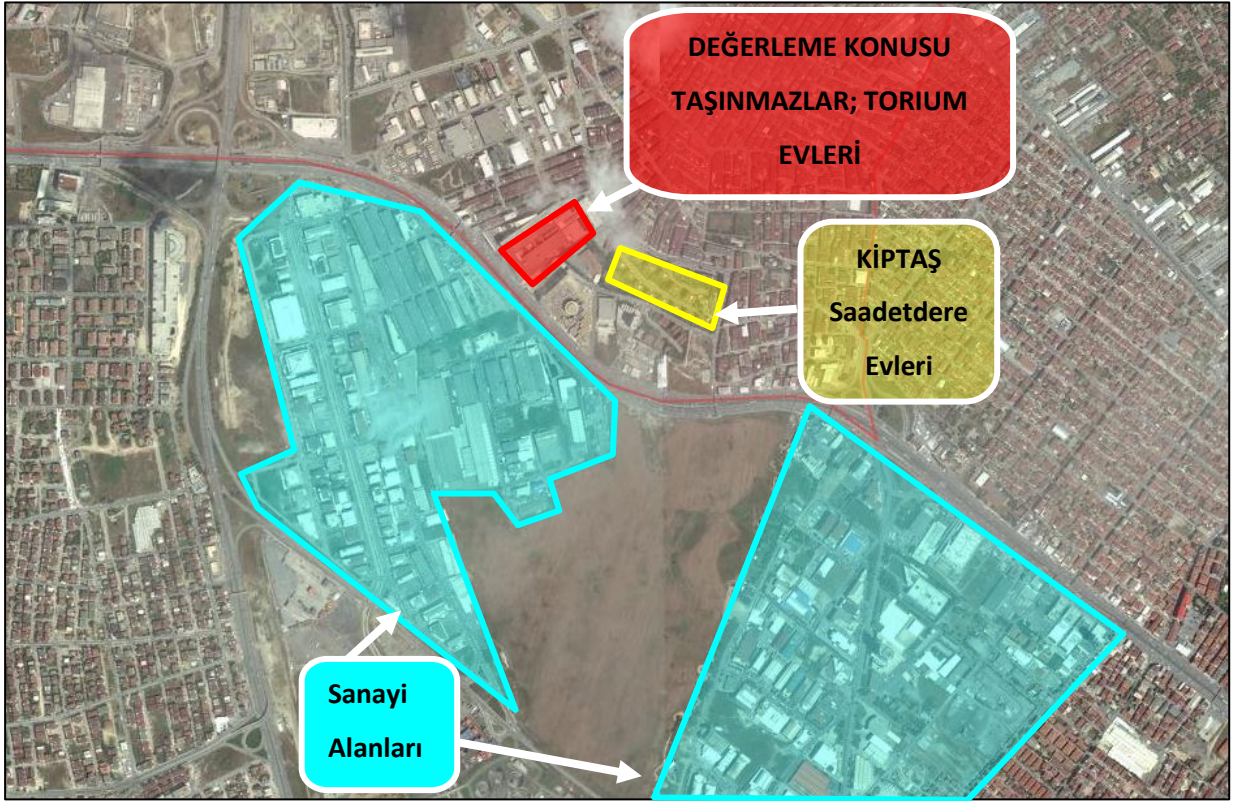 DEĞERLEME KONUSU
TAŞINMAZLAR; TORIUM
EVLERİ
KİPTAŞ
Saadetdere
Evleri
Sanayi
Alanları